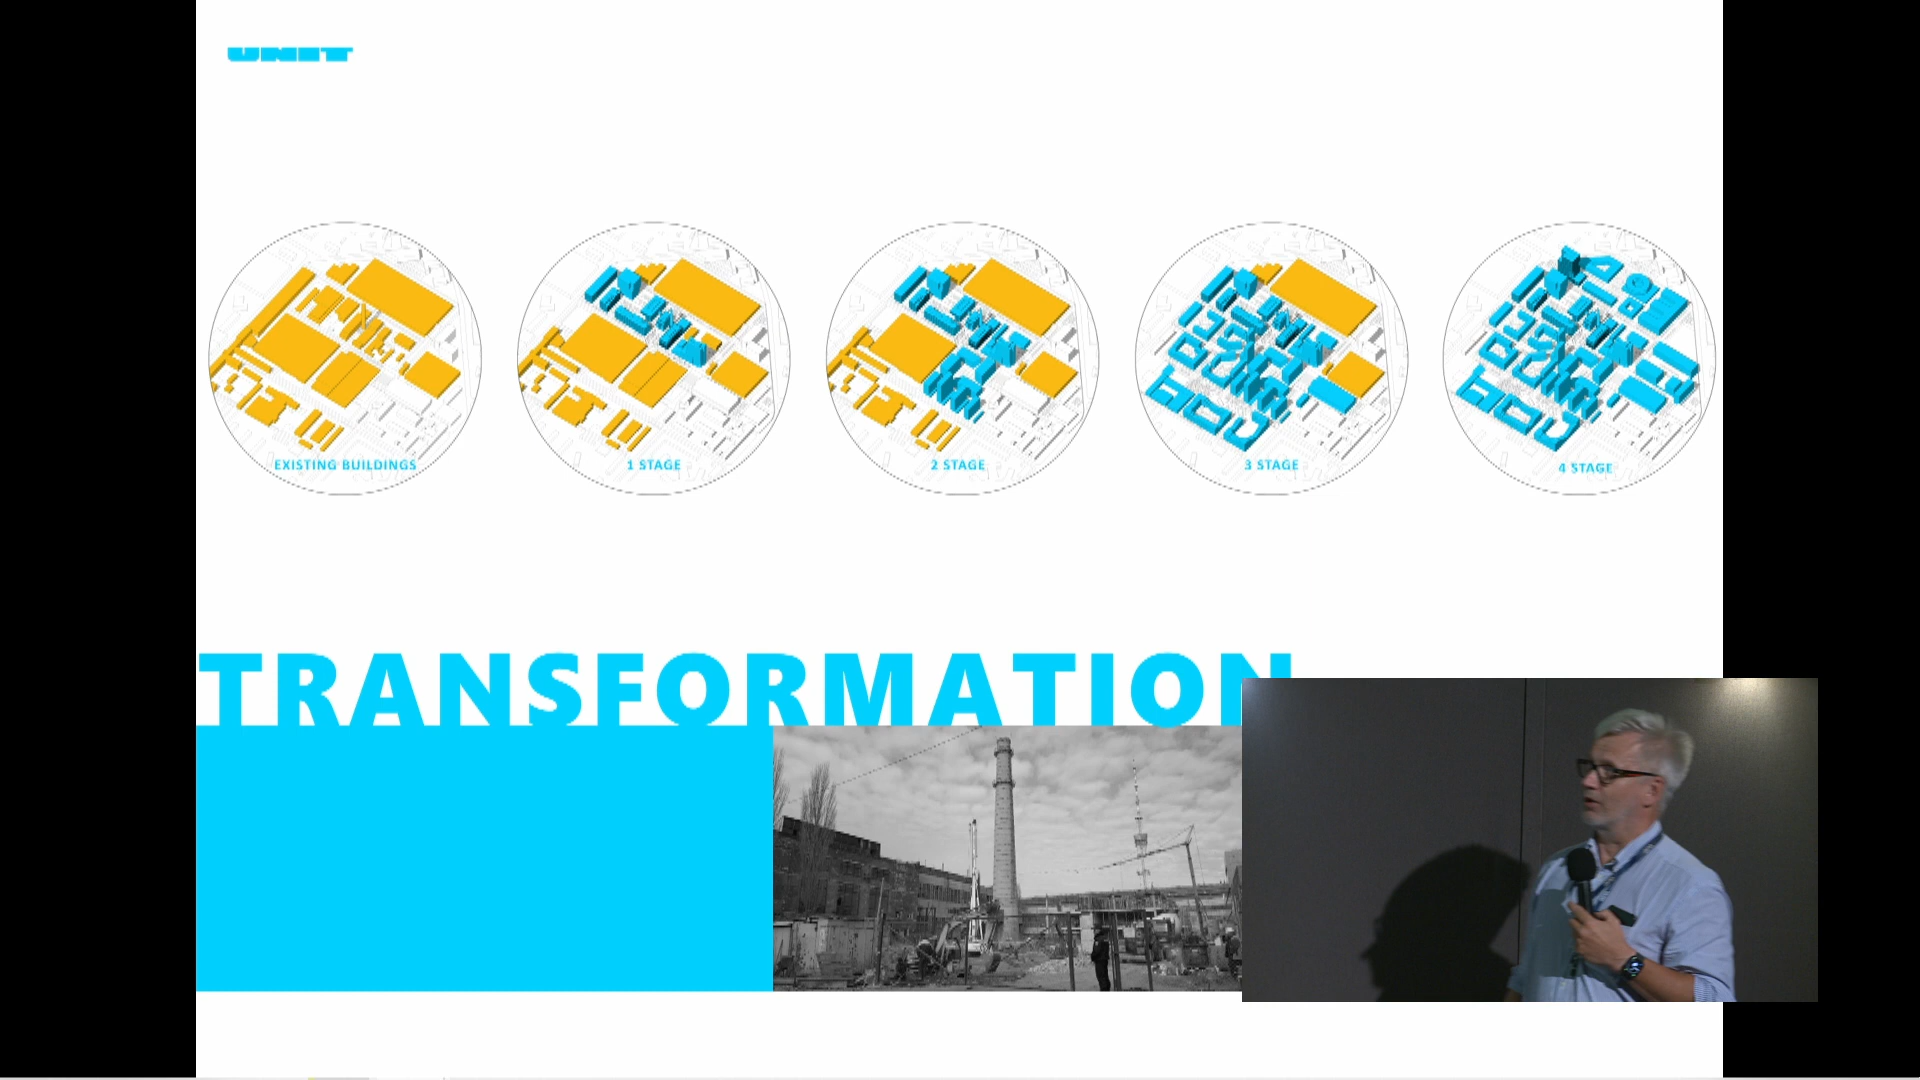 UNIT
EXISTING BUILDINGS
1 STAGE
2 STAGE
3 STAGE
4 STAGE
TRANSFORMATION